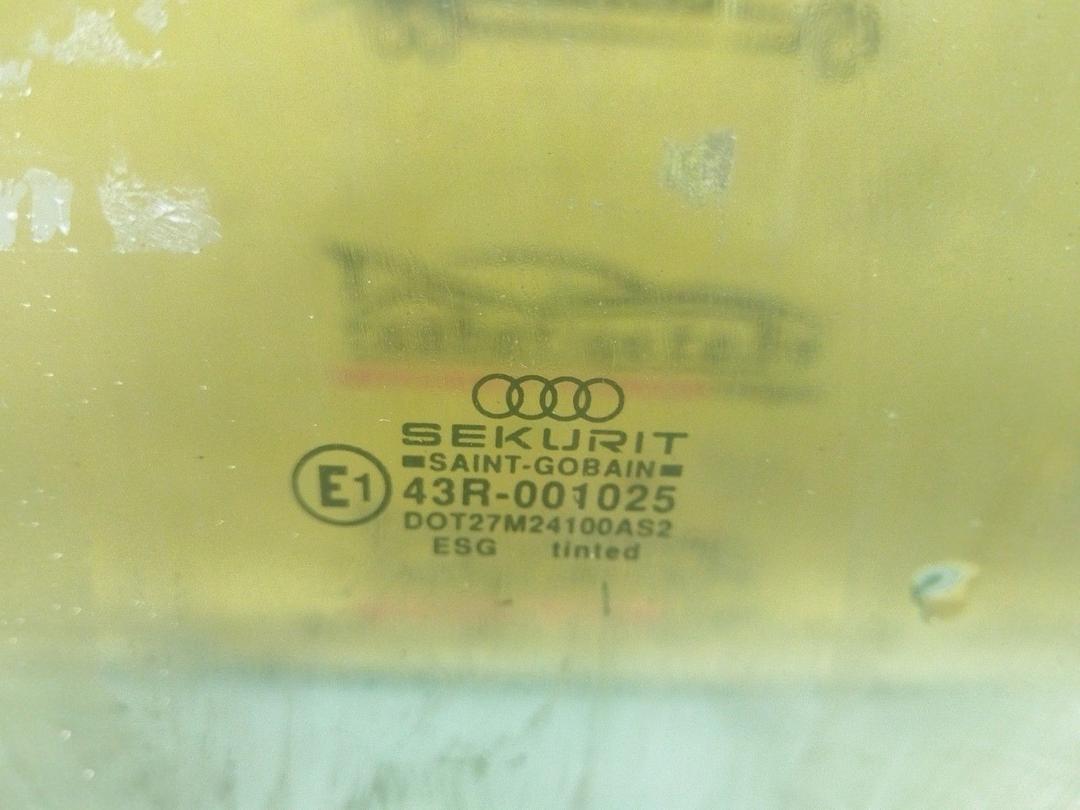 SEKURIT
SAINT-GOBAIN
E1
43R-001025
DOT27M24100AS2
ESG tinted